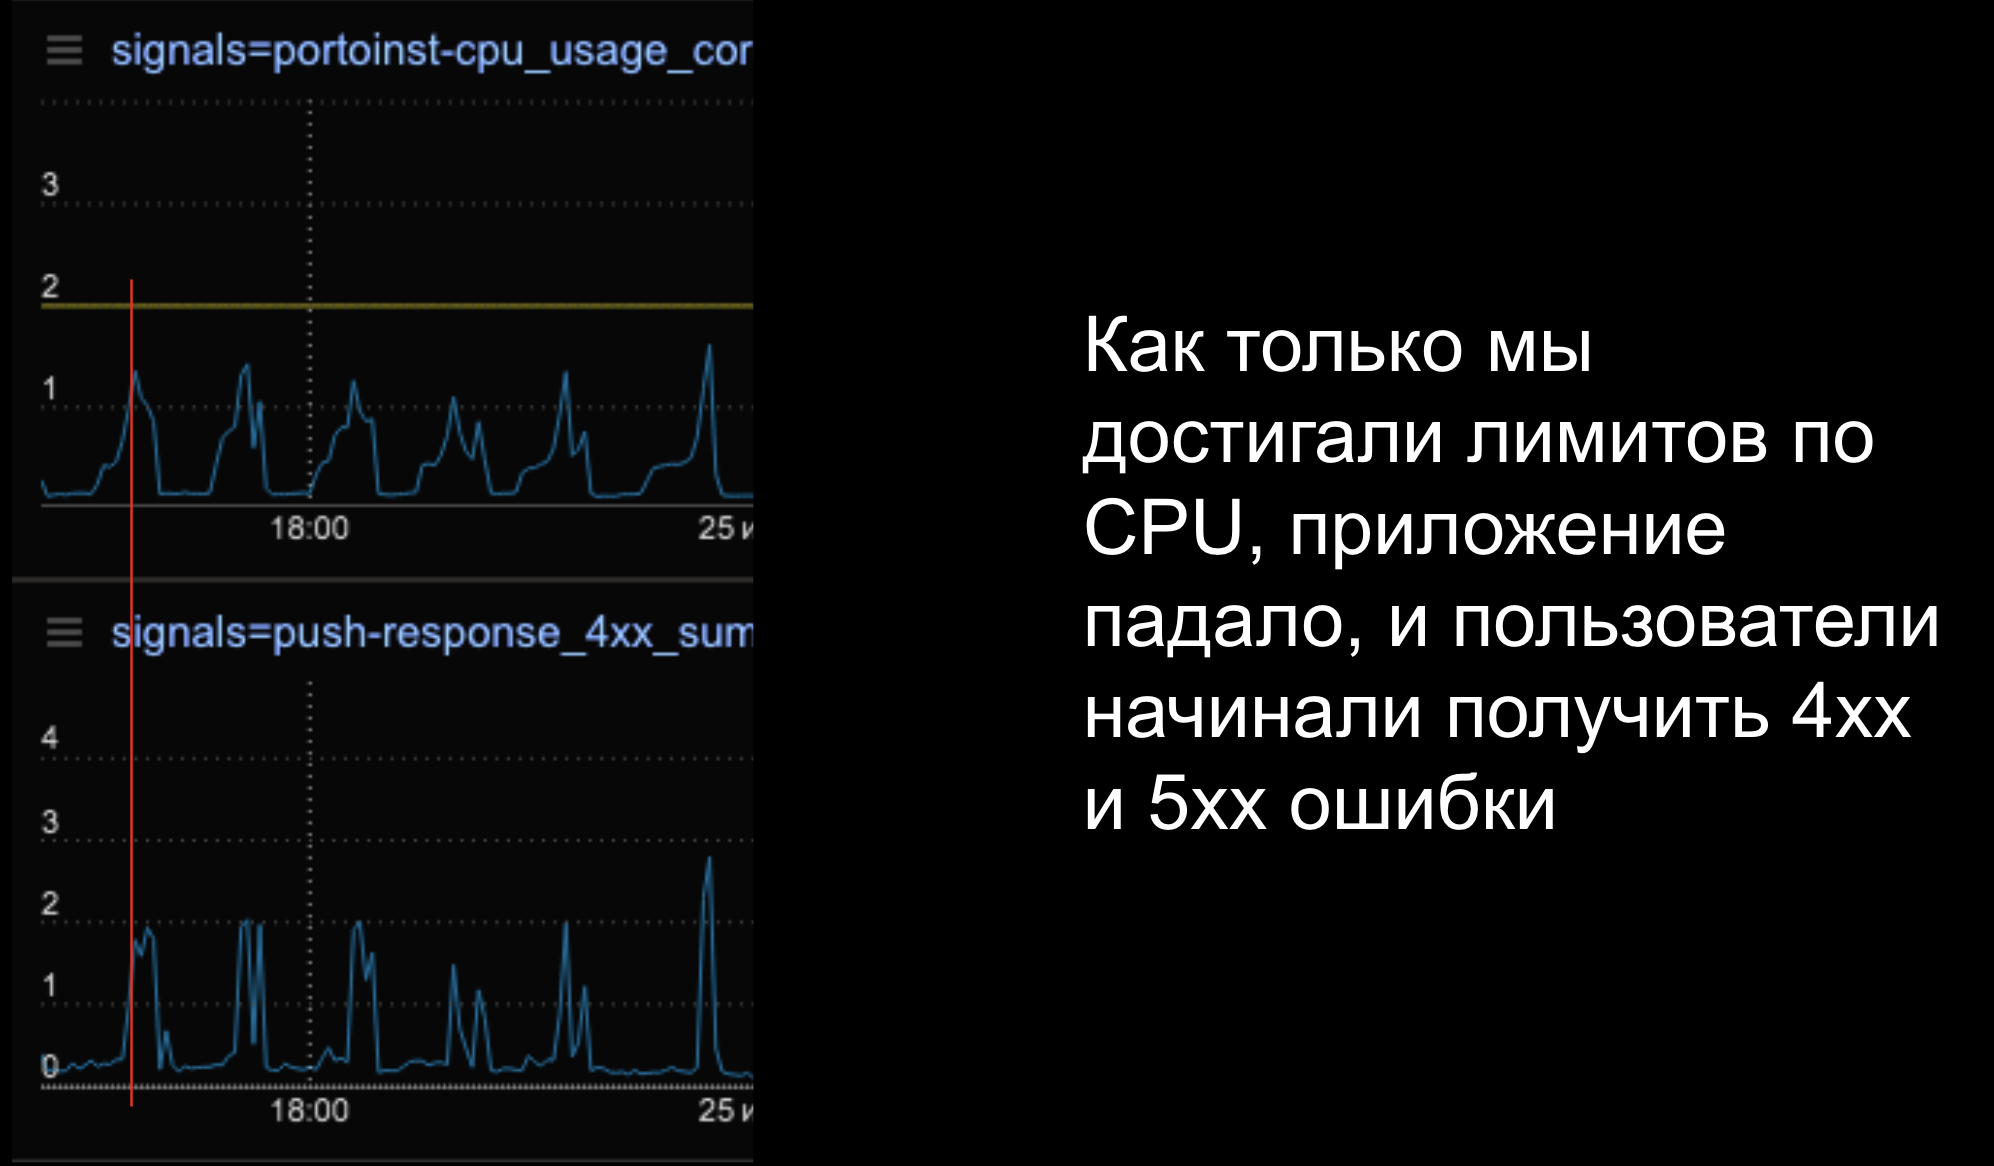 signals=portoinst-cpu_usage_cor
3
2
1
18:00
25 и
signals=push-response_4xx_sum
4
3
2
1
0
18:00
25 и
Как только мы
достигали лимитов по
CPU, приложение
падало, и пользователи
начинали получить 4xx
и 5xx ошибки